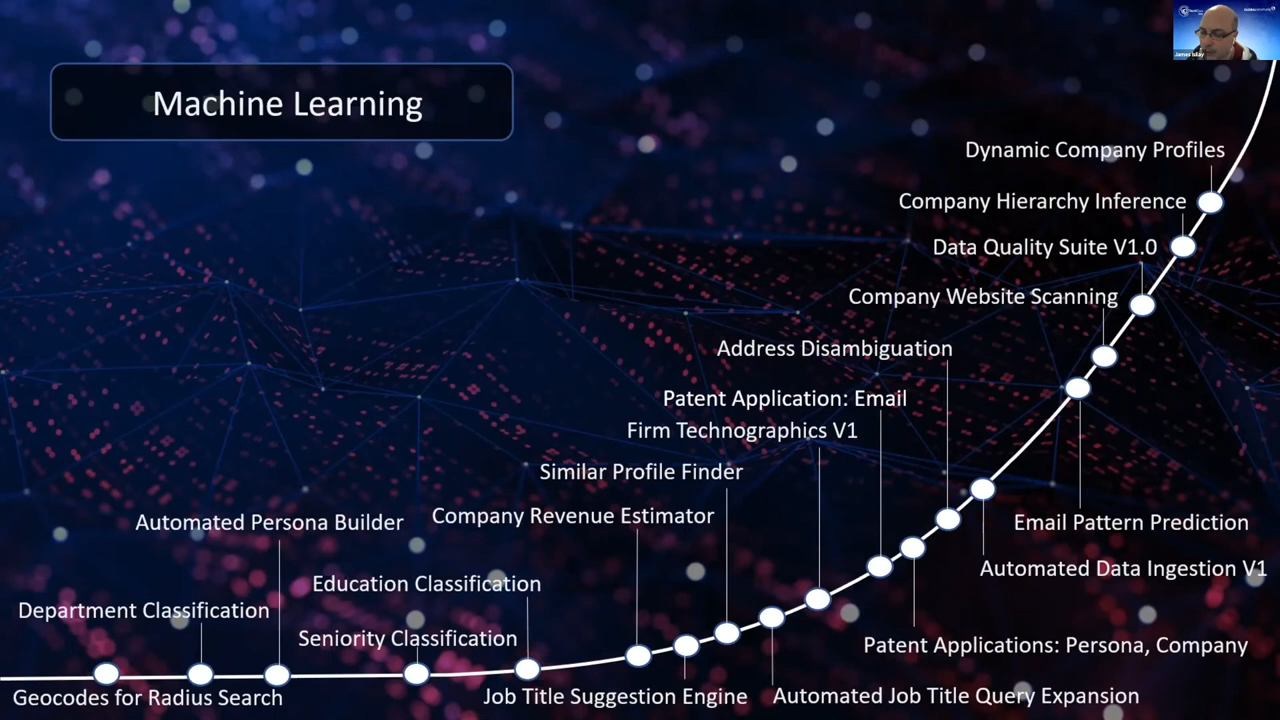 Machine Learning
James Isilay
Dynamic Company Profiles
Company Hierarchy Inference
Data Quality Suite V1.0
Company Website Scanning
Address Disambiguation
Patent Application: Email
Firm Technographics V1
Similar Profile Finder
Company Revenue Estimator
Automated Persona Builder
Email Pattern Prediction
Automated Data Ingestion V1
Education Classification
Department Classification
Seniority Classification
Patent Applications: Persona, Company
Geocodes for Radius Search
Job Title Suggestion Engine
Automated Job Title Query Expansion